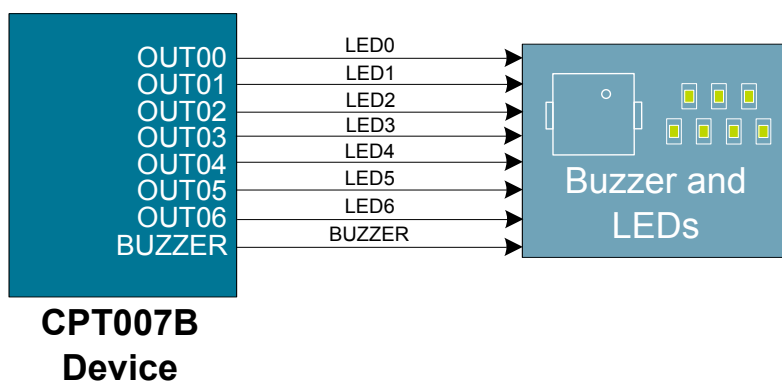 OUT00
OUT01
OUT02
OUT03
OUT04
OUT05
OUT06
BUZZER
LED0
LED1
LED2
LED3
LED4
LED5
LED6
BUZZER
Buzzer and
LEDs
CPT007B
Device